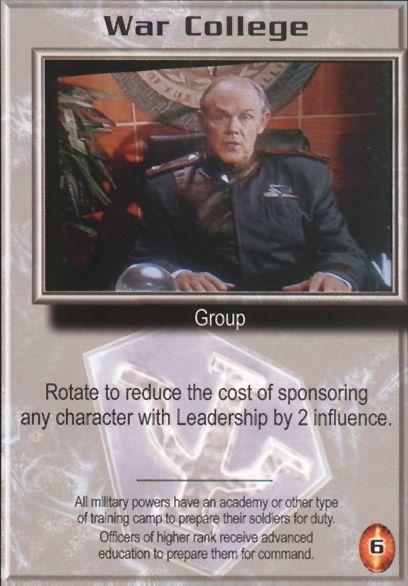 War College
Group
Rotate to reduce the cost of sponsoring
any character with Leadership by 2 influence.
All military powers have an academy or other type
of training camp to prepare their soldiers for duty.
Officers of higher rank receive advanced
education to prepare them for command.
6